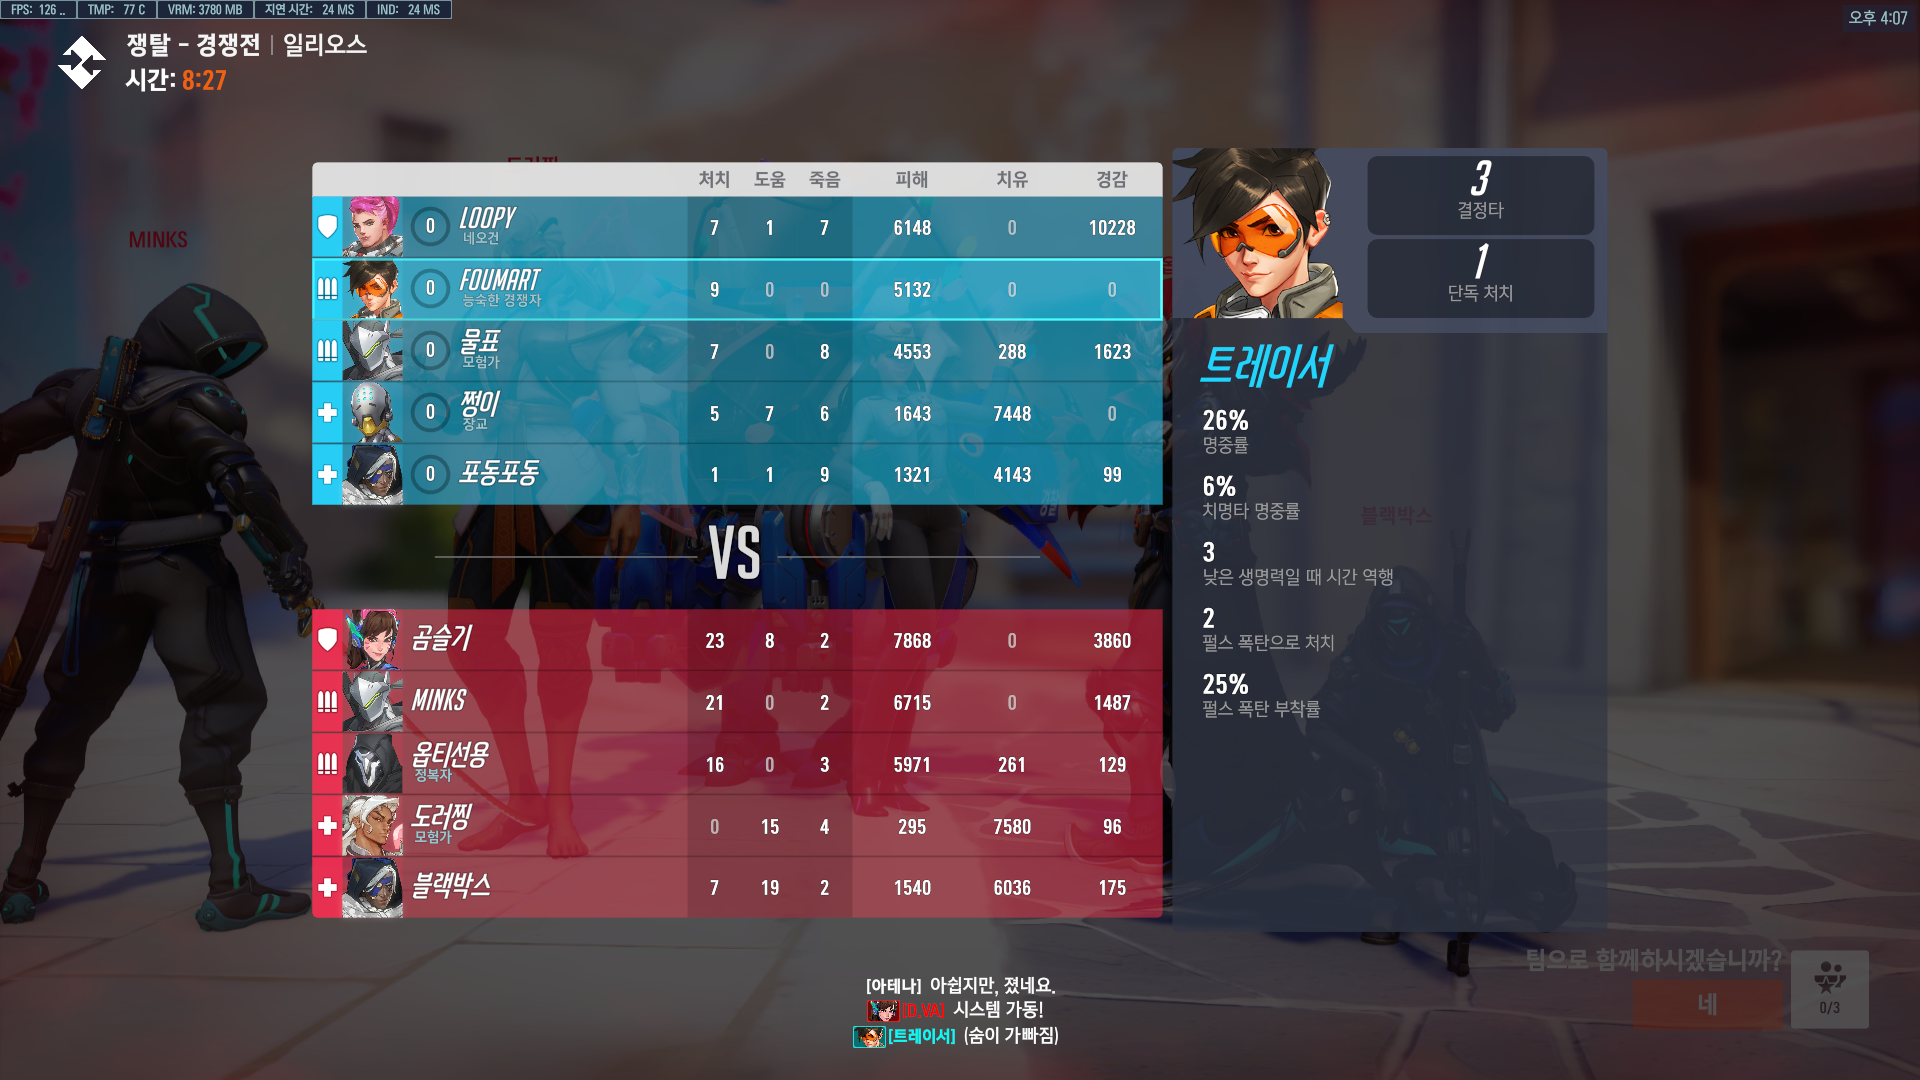 FPS: 126 .. TMP: 77 C VRM: 3780 MB 지연 시간: 24 MS IND: 24 MS
오후 4:07
쟁탈 - 경쟁전 | 일리오스
시간: 8:27
MINKS
처치 도움 죽음 피해 치유 경감
0 LOOPY 7 1 7 6148 0 10228
네오건
0 FOUMART 9 0 0 5132 0 0
능숙한 경쟁자
0 물표 7 0 8 4553 288 1623
모험가
0 쩡이 5 7 6 1643 7448 0
장교
0 포동포동 1 1 9 1321 4143 99
VS
곰슬기 23 8 2 7868 0 3860
MINKS 21 0 2 6715 0 1487
옵티선용 16 0 3 5971 261 129
정복자
도러찡 0 15 4 295 7580 96
모험가
블랙박스 7 19 2 1540 6036 175
3
결정타
1
단독 처치
트레이서
26%
명중률
6%
치명타 명중률
블랙박스
3
낮은 생명력일 때 시간 역행
2
펄스 폭탄으로 처치
25%
펄스 폭탄 부착률
[아테나] 아쉽지만, 졌네요.
[D.VA] 시스템 가동!
[트레이서] (숨이 가빠짐)
팀으로 함께하시겠습니까?
네
0/3